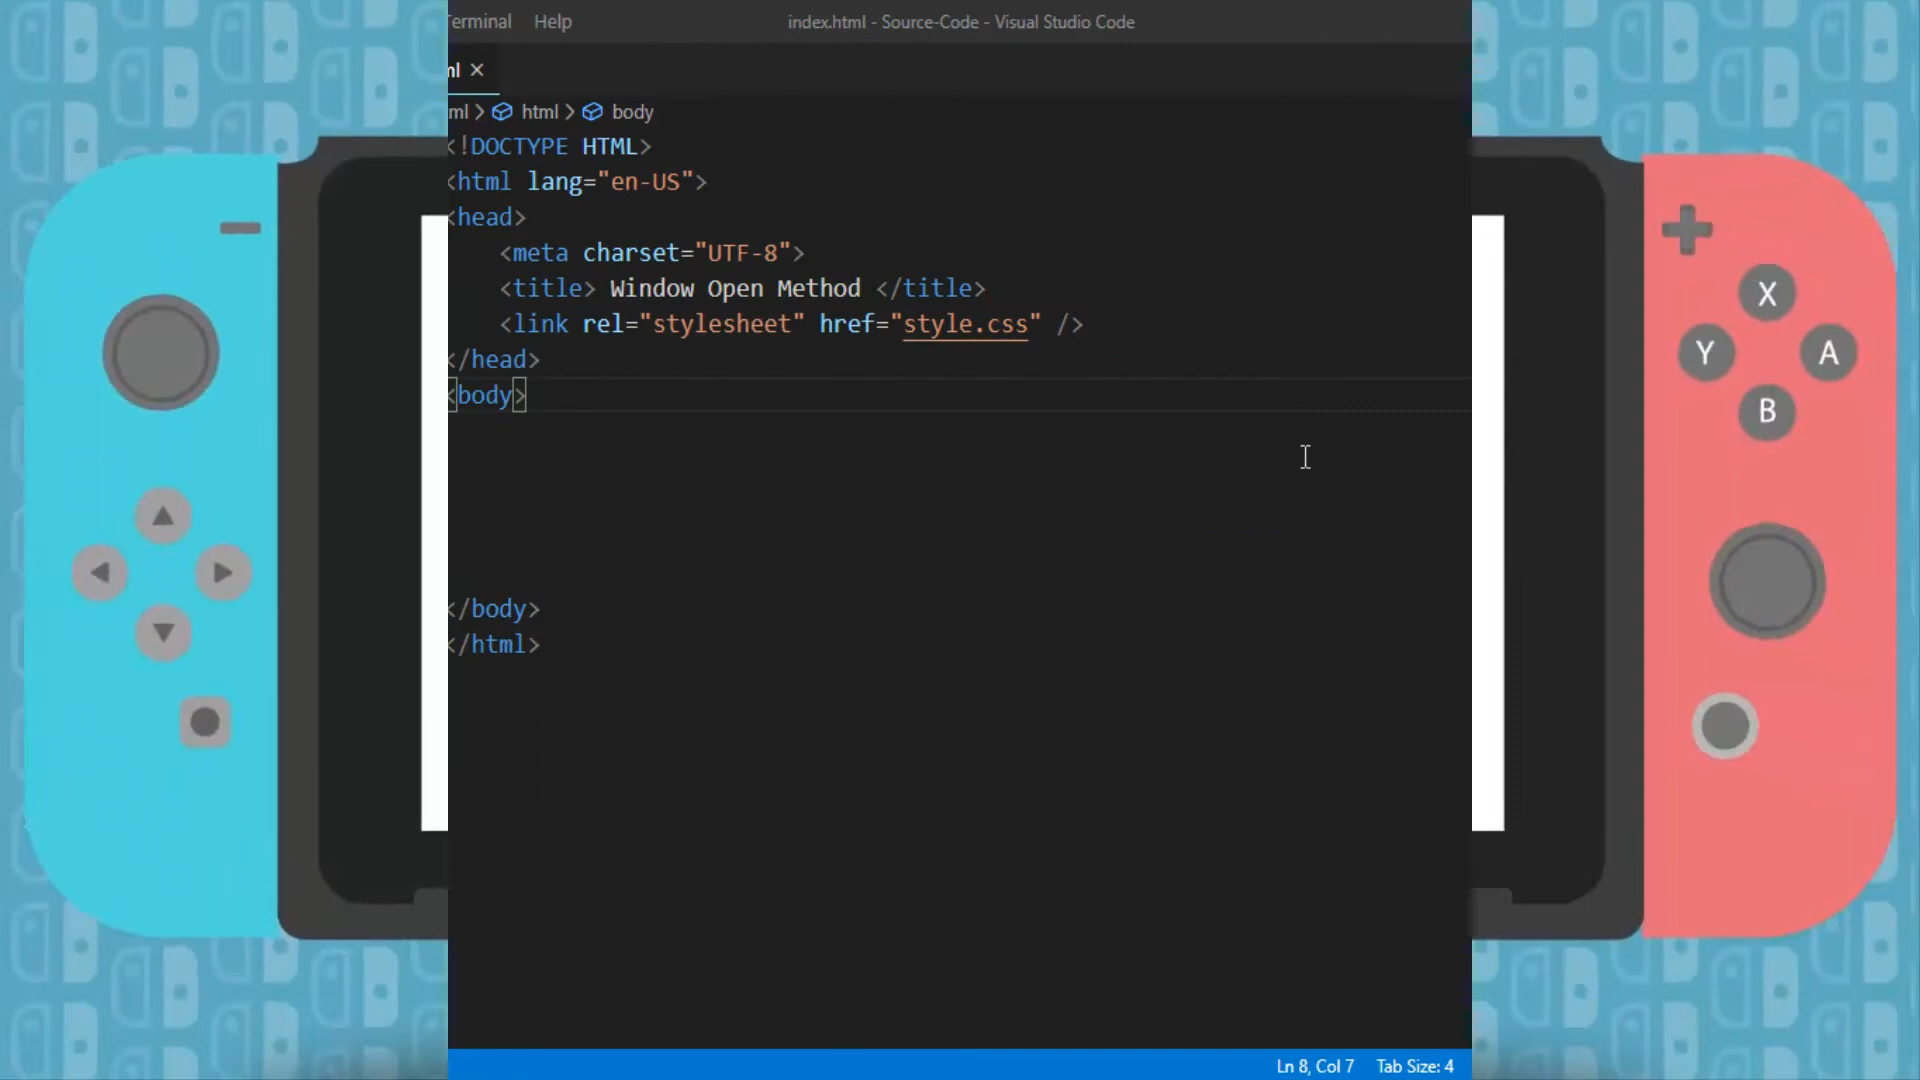 Terminal Help index.html - Source-Code - Visual Studio Code
ml ×
ml > html > body
<!DOCTYPE HTML>
<html lang="en-US">
<head>
<meta charset="UTF-8">
<title> Window Open Method </title>
<link rel="stylesheet" href="style.css" />
</head>
<body>
</body>
</html>
X
Y A
B
Ln 8, Col 7 Tab Size: 4